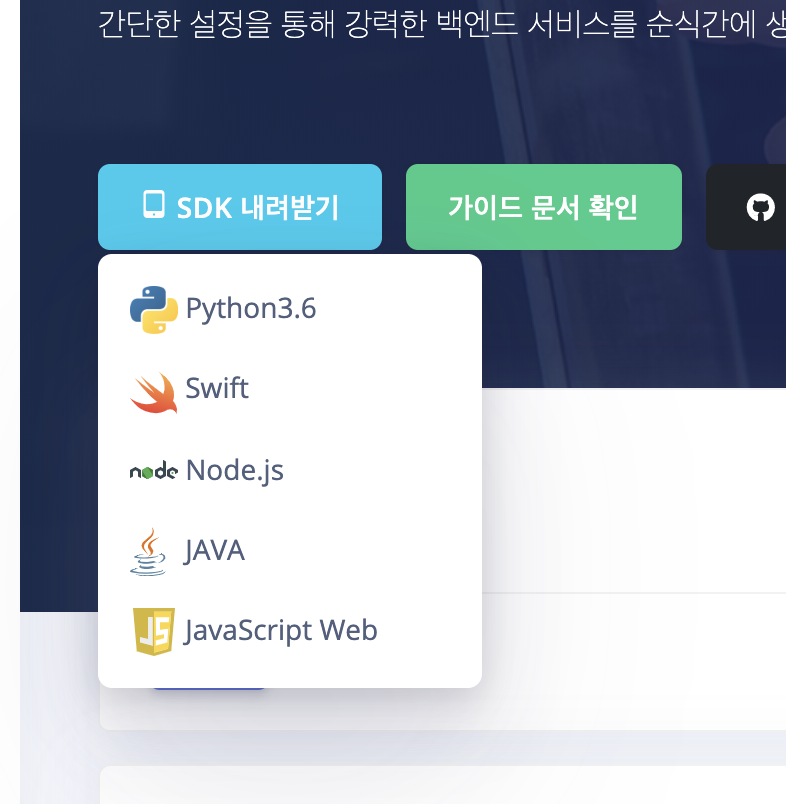 간단한 설정을 통해 강력한 백엔드 서비스를 순식간에 생
SDK 내려받기
가이드 문서 확인
Python3.6
Swift
node Node.js
JAVA
JS JavaScript Web